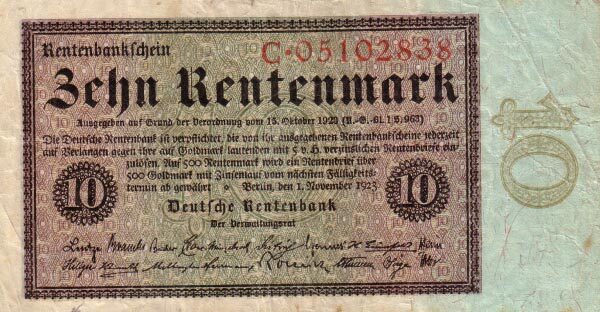 Rentenbankschein C·05102838
Zehn Rentenmark
Ausgegeben auf Grund der Verordnung vom 15. Oktober 1923 (R.-G.-Bl. I S. 963)
Die Deutsche Rentenbank ist verpflichtet, die von ihr ausgegebenen Rentenbankscheine jederzeit
auf Verlangen gegen ihre auf Goldmark lautenden mit 5 v. H. verzinslichen Rentenbriefe ein-
zulösen. Auf 500 Rentenmark wird ein Rentenbrief über
500 Goldmark mit Zinsenlauf vom nächsten Fälligkeits-
termin ab gewährt • Berlin, den 1. November 1923
10 10
Deutsche Rentenbank
Der Verwaltungsrat
10